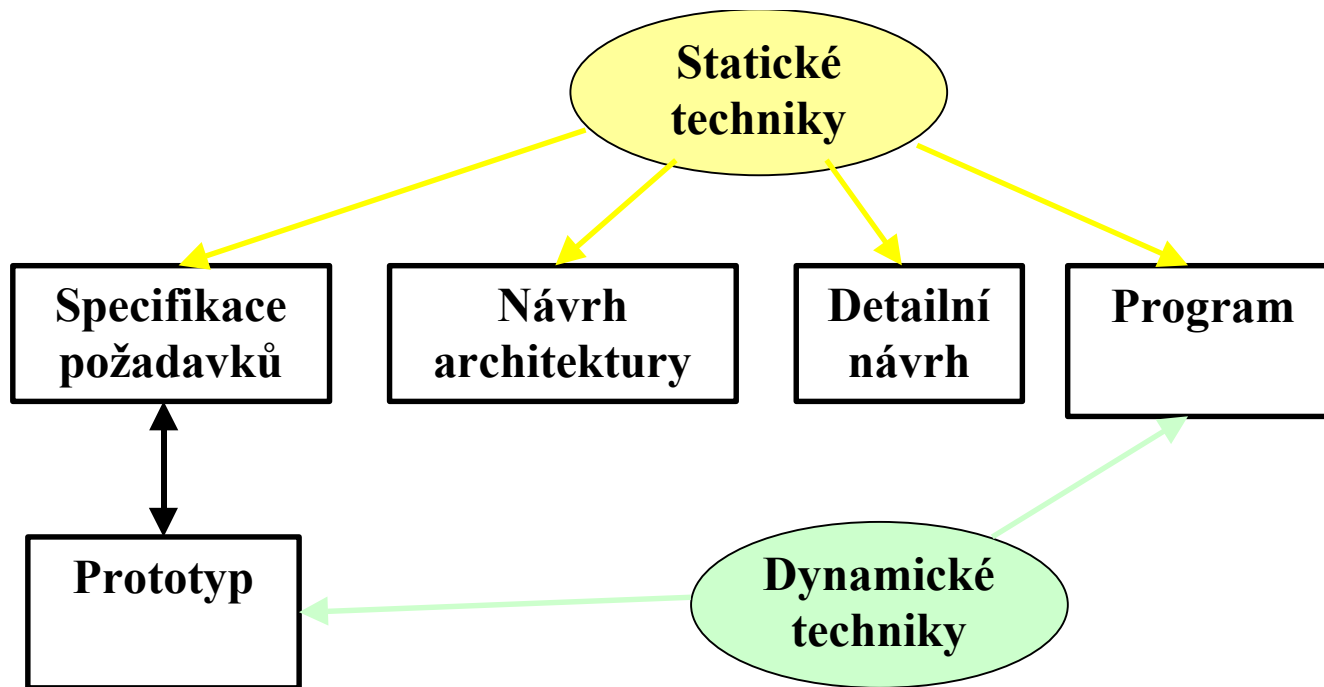 Statické
techniky
Specifikace
požadavků
Návrh
architektury
Detailní
návrh
Program
Prototyp
Dynamické
techniky